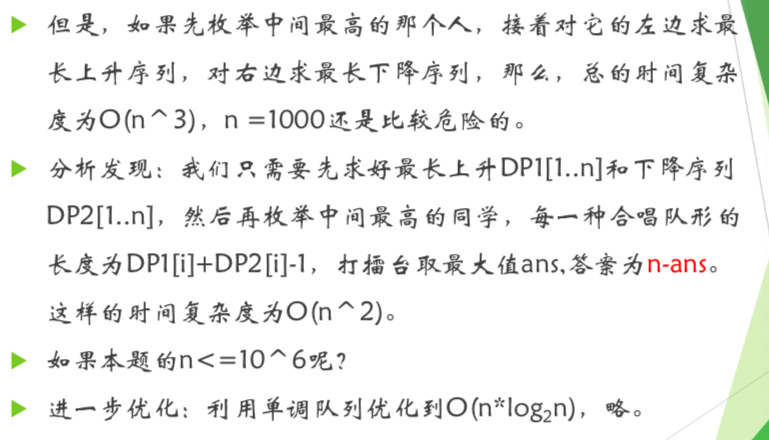 但是，如果先枚举中间最高的那个人，接着对它的左边求最
长上升序列，对右边求最长下降序列，那么，总的时间复杂
度为O(n^3)，n =1000还是比较危险的。
分析发现：我们只需要先求好最长上升DP1[1..n]和下降序列
DP2[1..n]，然后再枚举中间最高的同学，每一种合唱队形的
长度为DP1[i]+DP2[i]-1，打擂台取最大值ans,答案为n-ans。
这样的时间复杂度为O(n^2)。
如果本题的n<=10^6呢？
进一步优化：利用单调队列优化到O(n*log₂n)，略。